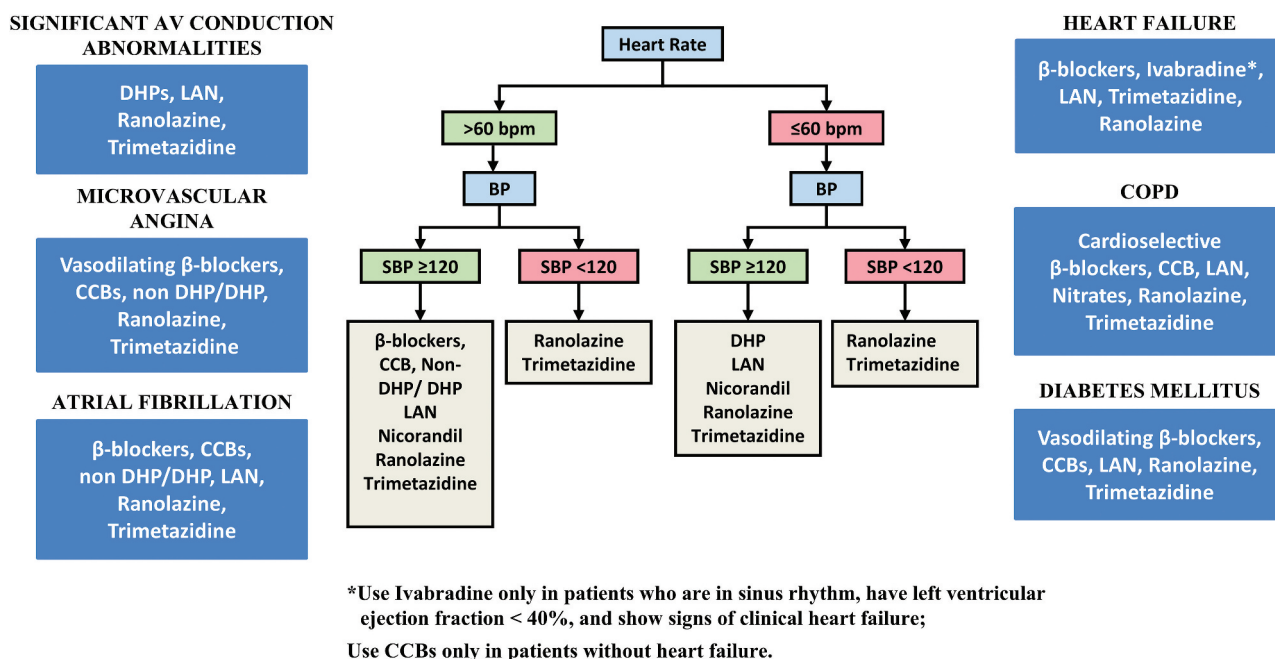 SIGNIFICANT AV CONDUCTION
ABNORMALITIES
DHPs, LAN,
Ranolazine,
Trimetazidine
MICROVASCULAR
ANGINA
Vasodilating β-blockers,
CCBs, non DHP/DHP,
Ranolazine,
Trimetazidine
ATRIAL FIBRILLATION
β-blockers, CCBs,
non DHP/DHP, LAN,
Ranolazine,
Trimetazidine
Heart Rate
>60 bpm
≤60 bpm
BP
BP
SBP ≥120
SBP <120
SBP ≥120
SBP <120
β-blockers,
CCB, Non-
DHP/ DHP
LAN
Nicorandil
Ranolazine
Trimetazidine
Ranolazine
Trimetazidine
DHP
LAN
Nicorandil
Ranolazine
Trimetazidine
Ranolazine
Trimetazidine
HEART FAILURE
β-blockers, Ivabradine*,
LAN, Trimetazidine,
Ranolazine
COPD
Cardioselective
β-blockers, CCB, LAN,
Nitrates, Ranolazine,
Trimetazidine
DIABETES MELLITUS
Vasodilating β-blockers,
CCBs, LAN, Ranolazine,
Trimetazidine
*Use Ivabradine only in patients who are in sinus rhythm, have left ventricular
ejection fraction < 40%, and show signs of clinical heart failure;
Use CCBs only in patients without heart failure.